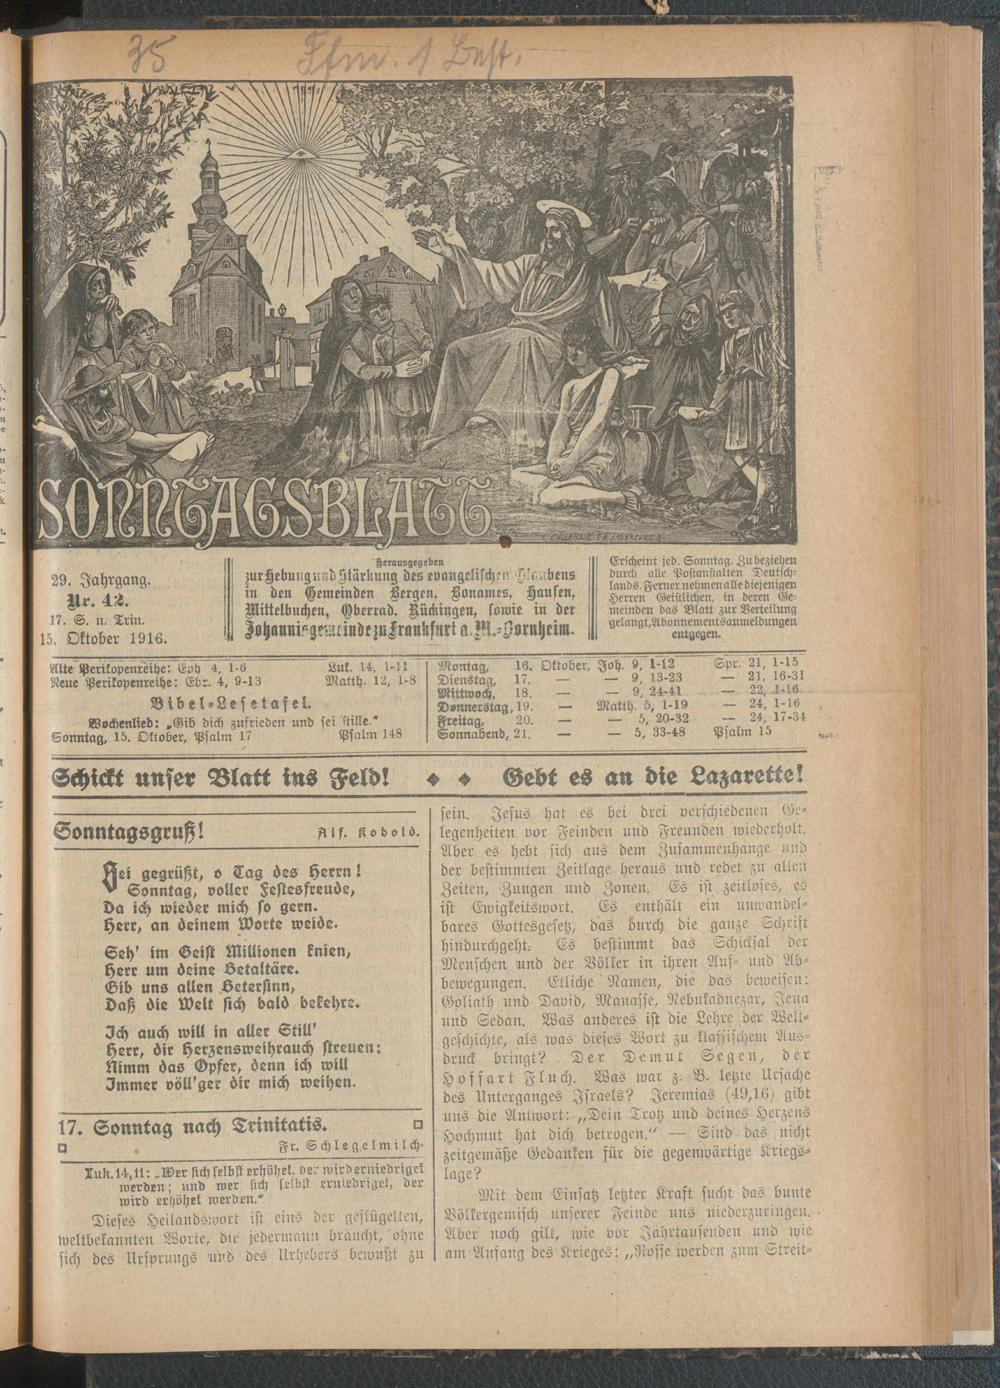 35
SONNTAGSBLATT
29. Jahrgang.
Nr. 42.
17. S. n. Trin.
15. Oktober 1916.
Herausgegeben
zur Hebung und Stärkung des evangelischen Glaubens
in den Gemeinden Bergen, Bonames, Hausen,
Mittelbuchen, Oberrad, Rückingen, sowie in der
Johannisgemeinde zu Frankfurt a. M.-Bornheim.
Erscheint jed. Sonntag. Zu beziehen
durch alle Postanstalten Deutsch-
lands. Ferner nehmen alle diejenigen
Herren Geistlichen, in deren Ge-
meinden das Blatt zur Verteilung
gelangt, Abonnementsanmeldungen
entgegen.
Alte Perikopenreihe: Eph. 4, 1-6 Luk. 14, 1-11
Neue Perikopenreihe: Ebr. 4, 9-13 Matth. 12, 1-8
Bibel-Lesetafel.
Wochenlied: „Gib dich zufrieden und sei stille."
Sonntag, 15. Oktober, Psalm 17 Psalm 148
Montag, 16. Oktober, Joh. 9, 1-12 Spr. 21, 1-15
Dienstag, 17. — — 9, 13-23 — 21, 16-31
Mittwoch, 18. — — 9, 24-41 — 22, 1-16
Donnerstag, 19. — Matth. 5, 1-19 — 24, 1-16
Freitag, 20. — — 5, 20-32 — 24, 17-34
Sonnabend, 21. — — 5, 33-48 Psalm 15
Schickt unser Blatt ins Feld! ◆ ◆ Gebt es an die Lazarette!
Sonntagsgruß! Alf. Kobold.
Sei gegrüßt, o Tag des Herrn!
Sonntag, voller Festesfreude,
Da ich wieder mich so gern.
Herr, an deinem Worte weide.
Seh' im Geist Millionen knien,
Herr um deine Betaltäre.
Gib uns allen Betersinn,
Daß die Welt sich bald bekehre.
Ich auch will in aller Still'
Herr, dir Herzensweihrauch streuen:
Nimm das Opfer, denn ich will
Immer völl'ger dir mich weihen.
17. Sonntag nach Trinitatis.
Fr. Schlegelmilch.
Luk. 14, 11: „Wer sich selbst erhöhet, der wird erniedriget
werden; und wer sich selbst erniedriget, der
wird erhöhet werden."
Dieses Heilandswort ist eins der geflügelten,
weltbekannten Worte, die jedermann braucht, ohne
sich des Ursprungs und des Urhebers bewußt zu
sein. Jesus hat es bei drei verschiedenen Ge-
legenheiten vor Feinden und Freunden wiederholt.
Aber es hebt sich aus dem Zusammenhange und
der bestimmten Zeitlage heraus und redet zu allen
Zeiten, Zungen und Zonen. Es ist zeitloses, es
ist Ewigkeitswort. Es enthält ein unwandel-
bares Gottesgesetz, das durch die ganze Schrift
hindurchgeht. Es bestimmt das Schicksal der
Menschen und der Völker in ihren Auf- und Ab-
bewegungen. Etliche Namen, die das beweisen:
Goliath und David, Manasse, Nebukadnezar, Jena
und Sedan. Was anderes ist die Lehre der Welt-
geschichte, als was dieses Wort zu klassischem Aus-
druck bringt? Der Demut Segen, der
Hoffart Fluch. Was war z. B. letzte Ursache
des Unterganges Israels? Jeremias (49,16) gibt
uns die Antwort: „Dein Trotz und deines Herzens
Hochmut hat dich betrogen." — Sind das nicht
zeitgemäße Gedanken für die gegenwärtige Kriegs-
lage?
Mit dem Einsatz letzter Kraft sucht das bunte
Völkergemisch unserer Feinde uns niederzuringen.
Aber noch gilt, wie vor Jahrtausenden und wie
am Anfang des Krieges: „Rosse werden zum Streit-